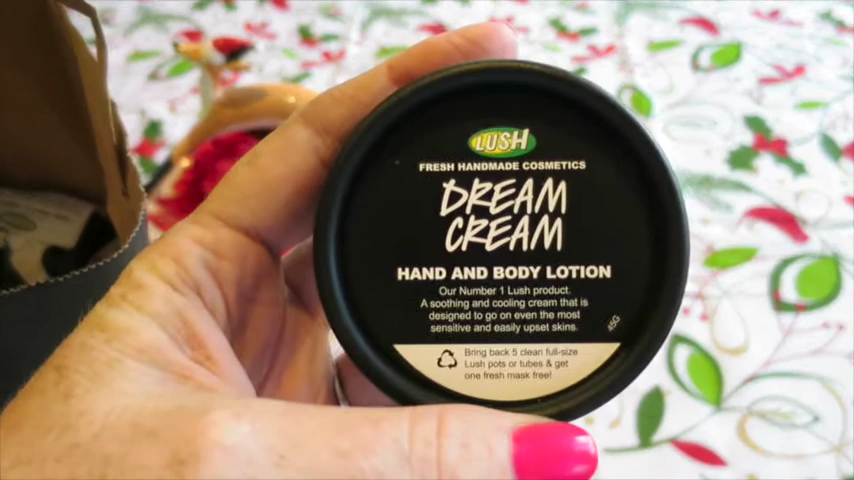 LUSH
FRESH HANDMADE COSMETICS
DREAM
CREAM
HAND AND BODY LOTION
Our Number 1 Lush product.
A soothing and cooling cream that is
designed to go on even the most
sensitive and easily upset skins.
45G
Bring back 5 clean full-size
Lush pots or tubes & get
one fresh mask free!